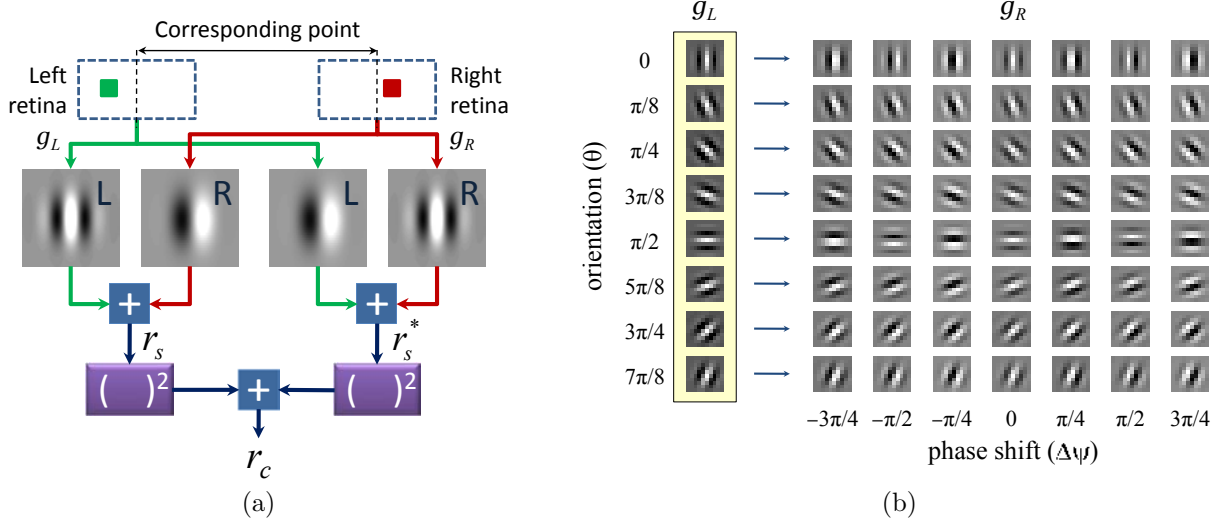 Corresponding point
Left
retina
Right
retina
g_L
g_R
L
R
L
R
+
+
r_s
r_s^*
( )²
+
( )²
r_c
(a)
g_L
g_R
orientation (θ)
0
π/8
π/4
3π/8
π/2
5π/8
3π/4
7π/8
−3π/4 −π/2 −π/4 0 π/4 π/2 3π/4
phase shift (Δψ)
(b)